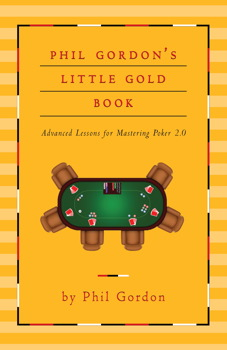 PHIL GORDON'S
LITTLE GOLD
BOOK
Advanced Lessons for Mastering Poker 2.0
by Phil Gordon